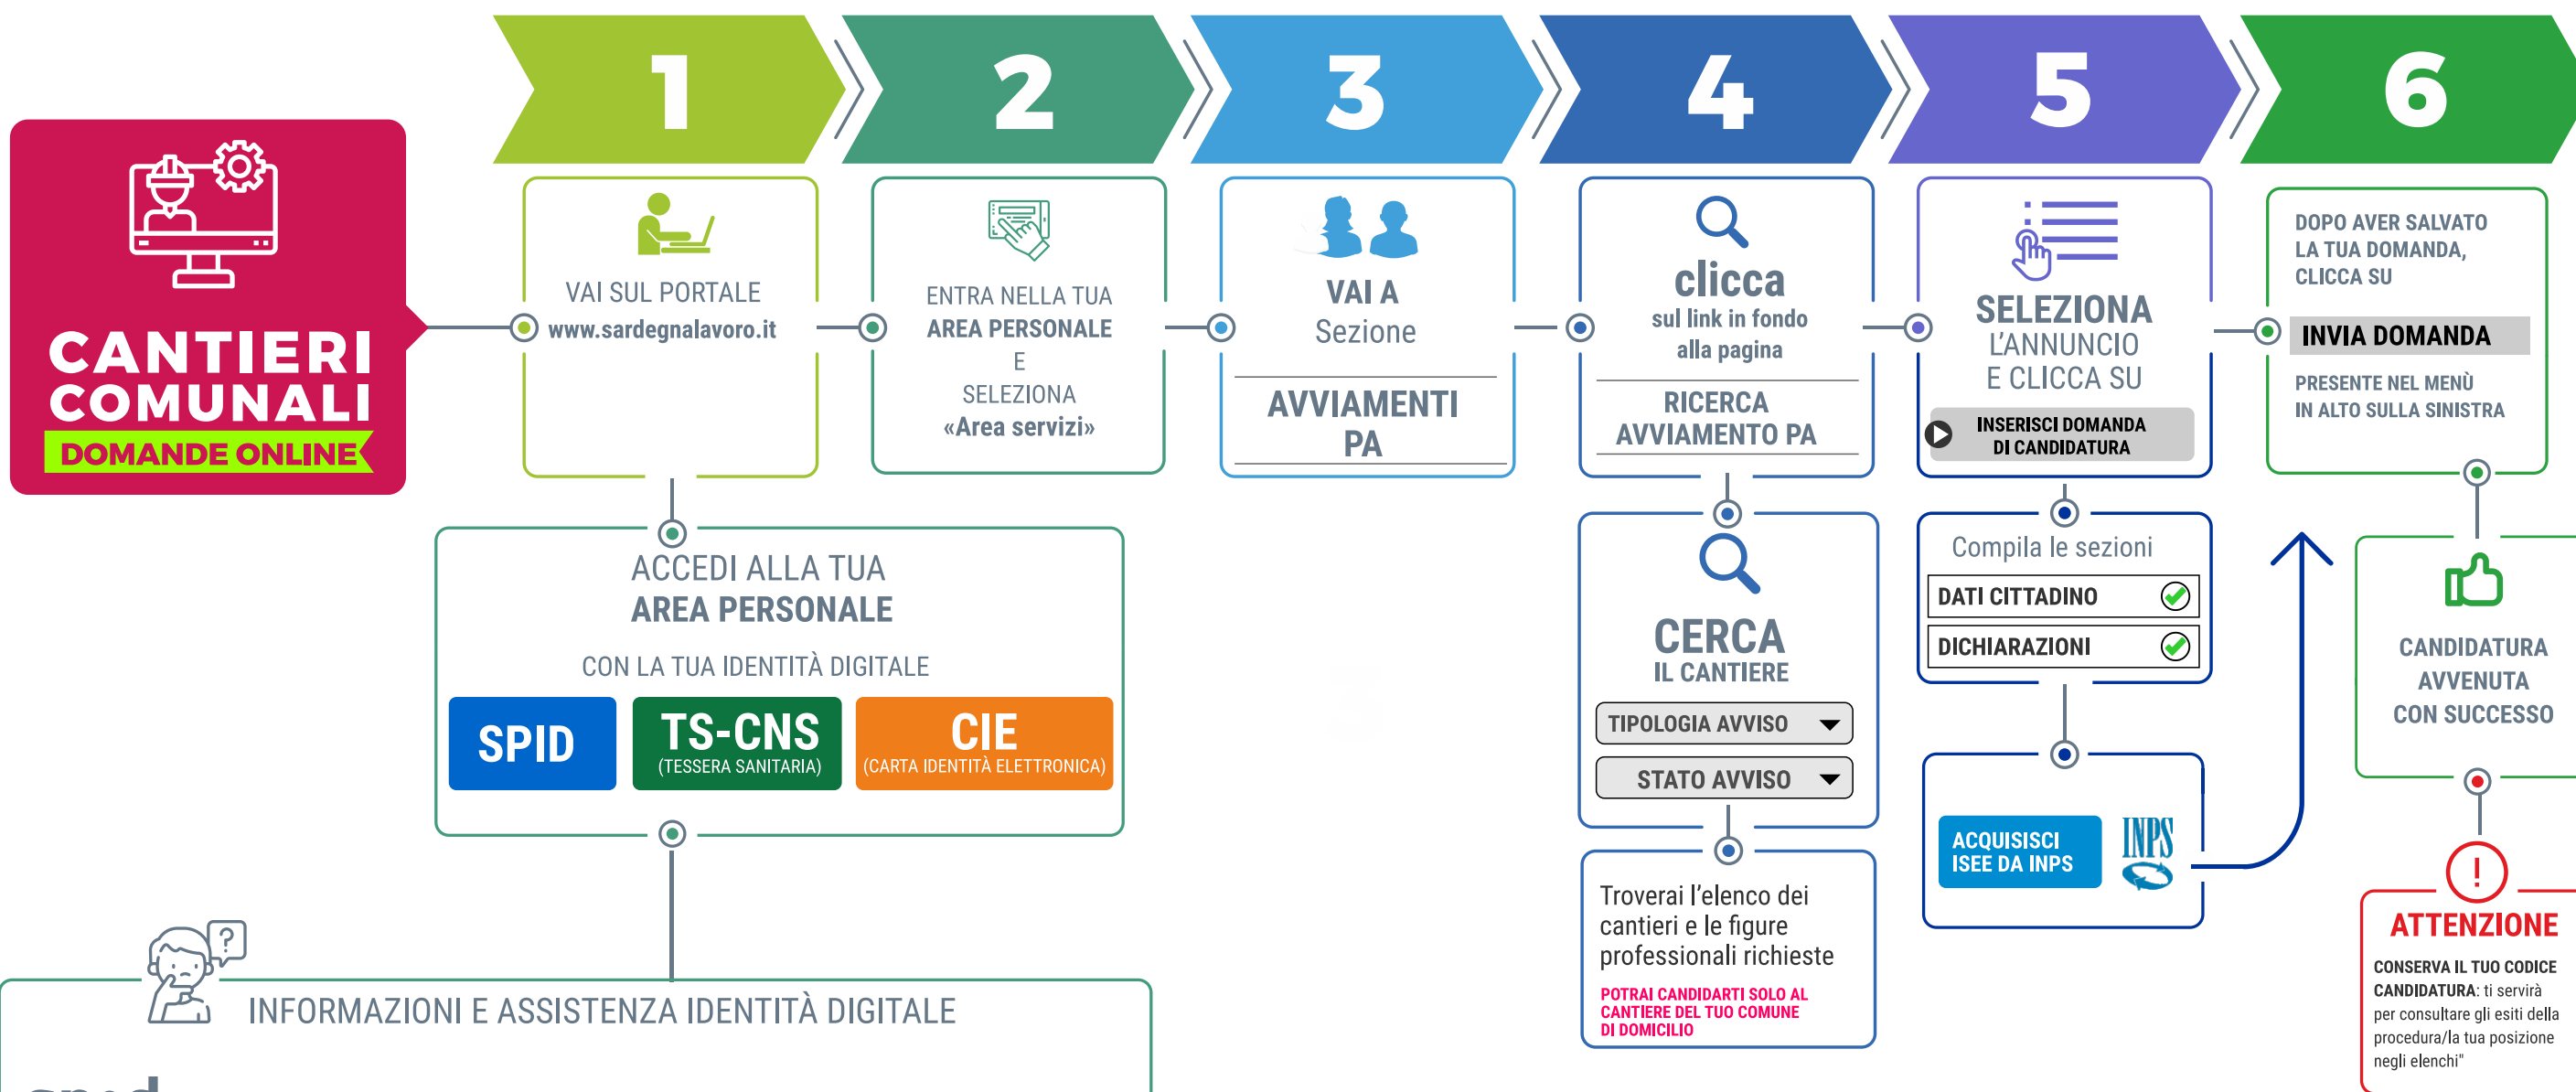 CANTIERI
COMUNALI
DOMANDE ONLINE
1
VAI SUL PORTALE
www.sardegnalavoro.it
ACCEDI ALLA TUA
AREA PERSONALE
CON LA TUA IDENTITÀ DIGITALE
SPID
TS-CNS
(TESSERA SANITARIA)
CIE
(CARTA IDENTITÀ ELETTRONICA)
?
INFORMAZIONI E ASSISTENZA IDENTITÀ DIGITALE
2
ENTRA NELLA TUA
AREA PERSONALE
E
SELEZIONA
«Area servizi»
3
VAI A
Sezione
AVVIAMENTI
PA
4
clicca
sul link in fondo
alla pagina
RICERCA
AVVIAMENTO PA
CERCA
IL CANTIERE
TIPOLOGIA AVVISO
STATO AVVISO
Troverai l'elenco dei
cantieri e le figure
professionali richieste
POTRAI CANDIDARTI SOLO AL
CANTIERE DEL TUO COMUNE
DI DOMICILIO
5
SELEZIONA
L'ANNUNCIO
E CLICCA SU
INSERISCI DOMANDA
DI CANDIDATURA
Compila le sezioni
DATI CITTADINO
DICHIARAZIONI
ACQUISISCI
ISEE DA INPS
INPS
6
DOPO AVER SALVATO
LA TUA DOMANDA,
CLICCA SU
INVIA DOMANDA
PRESENTE NEL MENÙ
IN ALTO SULLA SINISTRA
CANDIDATURA
AVVENUTA
CON SUCCESSO
!
ATTENZIONE
CONSERVA IL TUO CODICE
CANDIDATURA: ti servirà
per consultare gli esiti della
procedura/la tua posizione
negli elenchi"